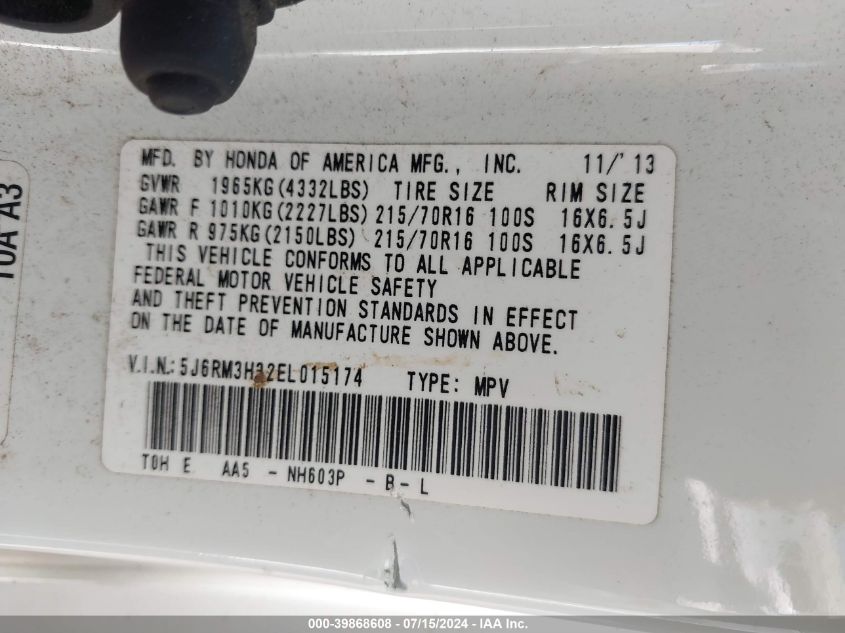 MFD. BY HONDA OF AMERICA MFG., INC. 11/'13
GVWR 1965KG(4332LBS) TIRE SIZE RIM SIZE
GAWR F 1010KG(2227LBS) 215/70R16 100S 16X6.5J
GAWR R 975KG(2150LBS) 215/70R16 100S 16X6.5J
THIS VEHICLE CONFORMS TO ALL APPLICABLE
FEDERAL MOTOR VEHICLE SAFETY
AND THEFT PREVENTION STANDARDS IN EFFECT
ON THE DATE OF MANUFACTURE SHOWN ABOVE.
V.I.N.: 5J6RM3H32EL015174 TYPE: MPV
T0H E AA5 - NH603P - B - L
A3
000-39868608 - 07/15/2024 - IAA Inc.